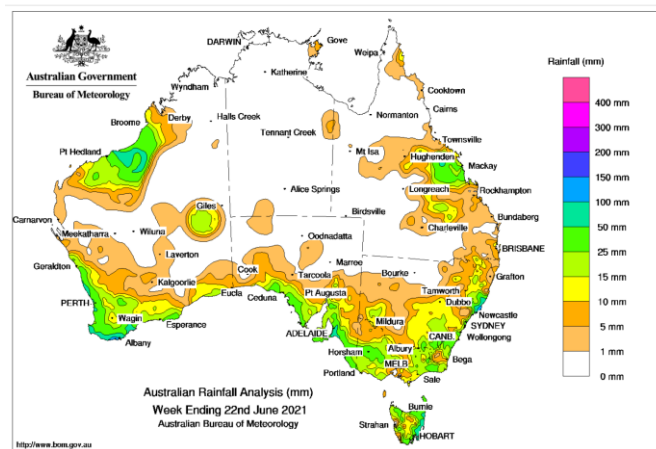 Australian Government
Bureau of Meteorology
DARWIN
Gove
Weipa
Rainfall (mm)
Katherine
Wyndham
Cooktown
Cairns
400 mm
Derby
Broome
Halls Creek
Normanton
300 mm
Tennant Creek
Townsville
200 mm
Pt Hedland
Mt Isa
Hughenden
Mackay
150 mm
Alice Springs
Longreach
Rockhampton
100 mm
Giles
Birdsville
Carnarvon
Bundaberg
50 mm
Meekatharra
Wiluna
Charleville
Oodnadatta
BRISBANE
25 mm
Laverton
Marree
Geraldton
Cook
Tarcoola
Bourke
Grafton
15 mm
Kalgoorlie
Eucla
Ceduna
Pt Augusta
Tamworth
10 mm
PERTH
Dubbo
Wagin
Mildura
Newcastle
5 mm
Esperance
ADELAIDE
SYDNEY
Albany
CANB.
Wollongong
1 mm
Horsham
Albury
MELB
Bega
0 mm
Portland
Sale
Australian Rainfall Analysis (mm)
Week Ending 22nd June 2021
Australian Bureau of Meteorology
Burnie
Strahan
HOBART
http://www.bom.gov.au